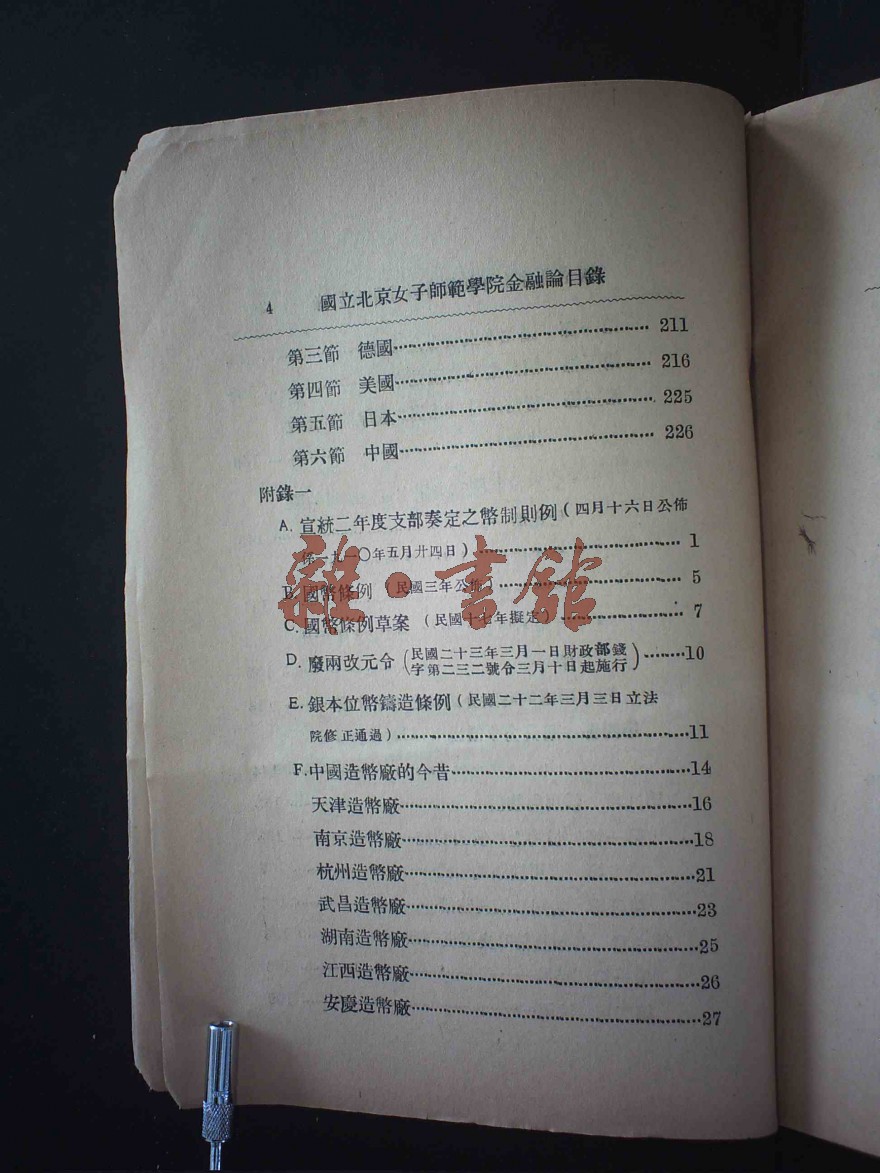 4 國立北京女子師範學院金融論目錄
第三節 德國 211
第四節 美國 216
第五節 日本 225
第六節 中國 226
附錄一
A. 宣統二年度支部奏定之幣制則例（四月十六日公佈
係一九一〇年五月廿四日） 1
B. 國幣條例（民國三年公佈） 5
C. 國幣條例草案（民國十七年擬定） 7
D. 廢兩改元令（民國二十三年三月一日財政部錢
字第二三二號令三月十日起施行） 10
E. 銀本位幣鑄造條例（民國二十二年三月三日立法
院修正通過） 11
F. 中國造幣廠的今昔 14
天津造幣廠 16
南京造幣廠 18
杭州造幣廠 21
武昌造幣廠 23
湖南造幣廠 25
江西造幣廠 26
安慶造幣廠 27
雜·書館